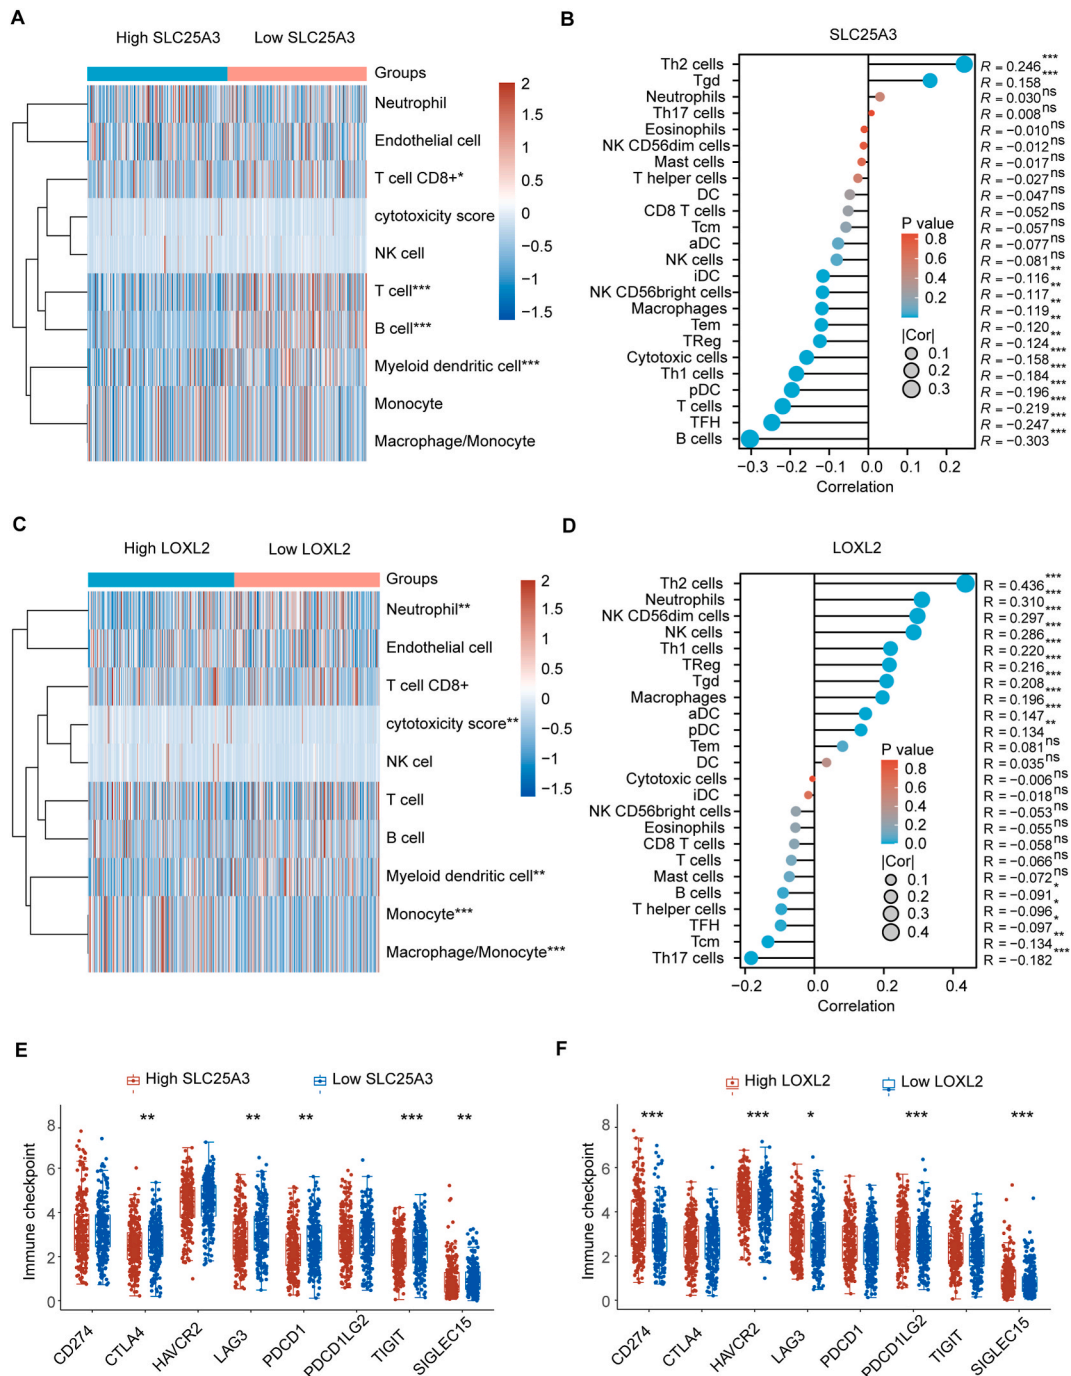 A
High SLC25A3
Low SLC25A3
Groups
Neutrophil
Endothelial cell
T cell CD8+*
cytotoxicity score
NK cell
T cell***
B cell***
Myeloid dendritic cell***
Monocyte
Macrophage/Monocyte
2
1.5
1
0.5
0
−0.5
−1
−1.5
B
SLC25A3
Th2 cells R = 0.246***
Tgd R = 0.158***
Neutrophils R = 0.030ns
Th17 cells R = 0.008ns
Eosinophils R = −0.010ns
NK CD56dim cells R = −0.012ns
Mast cells R = −0.017ns
T helper cells R = −0.027ns
DC R = −0.047ns
CD8 T cells R = −0.052ns
Tcm R = −0.057ns
aDC R = −0.077ns
NK cells R = −0.081ns
iDC R = −0.116**
NK CD56bright cells R = −0.117**
Macrophages R = −0.119**
Tem R = −0.120**
TReg R = −0.124**
Cytotoxic cells R = −0.158***
Th1 cells R = −0.184***
pDC R = −0.196***
T cells R = −0.219***
TFH R = −0.247***
B cells R = −0.303***
P value
0.8
0.6
0.4
0.2
|Cor|
0.1
0.2
0.3
−0.3 −0.2 −0.1 0.0 0.1 0.2
Correlation
C
High LOXL2
Low LOXL2
Groups
Neutrophil**
Endothelial cell
T cell CD8+
cytotoxicity score**
NK cel
T cell
B cell
Myeloid dendritic cell**
Monocyte***
Macrophage/Monocyte***
2
1.5
1
0.5
0
−0.5
−1
−1.5
D
LOXL2
Th2 cells R = 0.436***
Neutrophils R = 0.310***
NK CD56dim cells R = 0.297***
NK cells R = 0.286***
Th1 cells R = 0.220***
TReg R = 0.216***
Tgd R = 0.208***
Macrophages R = 0.196***
aDC R = 0.147***
pDC R = 0.134**
Tem R = 0.081ns
DC R = 0.035ns
Cytotoxic cells R = −0.006ns
iDC R = −0.018ns
NK CD56bright cells R = −0.053ns
Eosinophils R = −0.055ns
CD8 T cells R = −0.058ns
T cells R = −0.066ns
Mast cells R = −0.072ns
B cells R = −0.091*
T helper cells R = −0.096*
TFH R = −0.097*
Tcm R = −0.134**
Th17 cells R = −0.182***
P value
0.8
0.6
0.4
0.2
0.0
|Cor|
0.1
0.2
0.3
0.4
−0.2 0.0 0.2 0.4
Correlation
E
High SLC25A3
Low SLC25A3
** ** ** *** **
Immune checkpoint
8
6
4
2
0
CD274 CTLA4 HAVCR2 LAG3 PDCD1 PDCD1LG2 TIGIT SIGLEC15
F
High LOXL2
Low LOXL2
*** *** * *** ***
Immune checkpoint
8
6
4
2
0
CD274 CTLA4 HAVCR2 LAG3 PDCD1 PDCD1LG2 TIGIT SIGLEC15